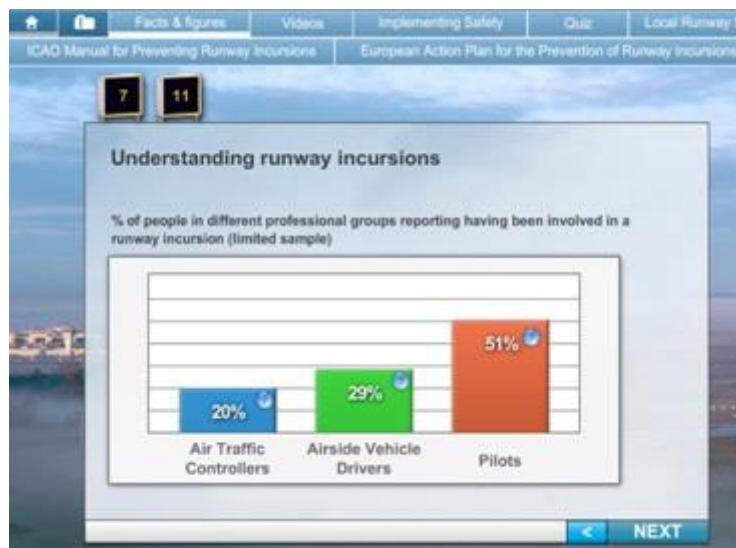 Facts & figures
Videos
Implementing Safety
Quiz
Local Runway
ICAO Manual for Preventing Runway Incursions
European Action Plan for the Prevention of Runway Incursions
7
11
Understanding runway incursions
% of people in different professional groups reporting having been involved in a
runway incursion (limited sample)
20%
29%
51%
Air Traffic
Controllers
Airside Vehicle
Drivers
Pilots
<
NEXT